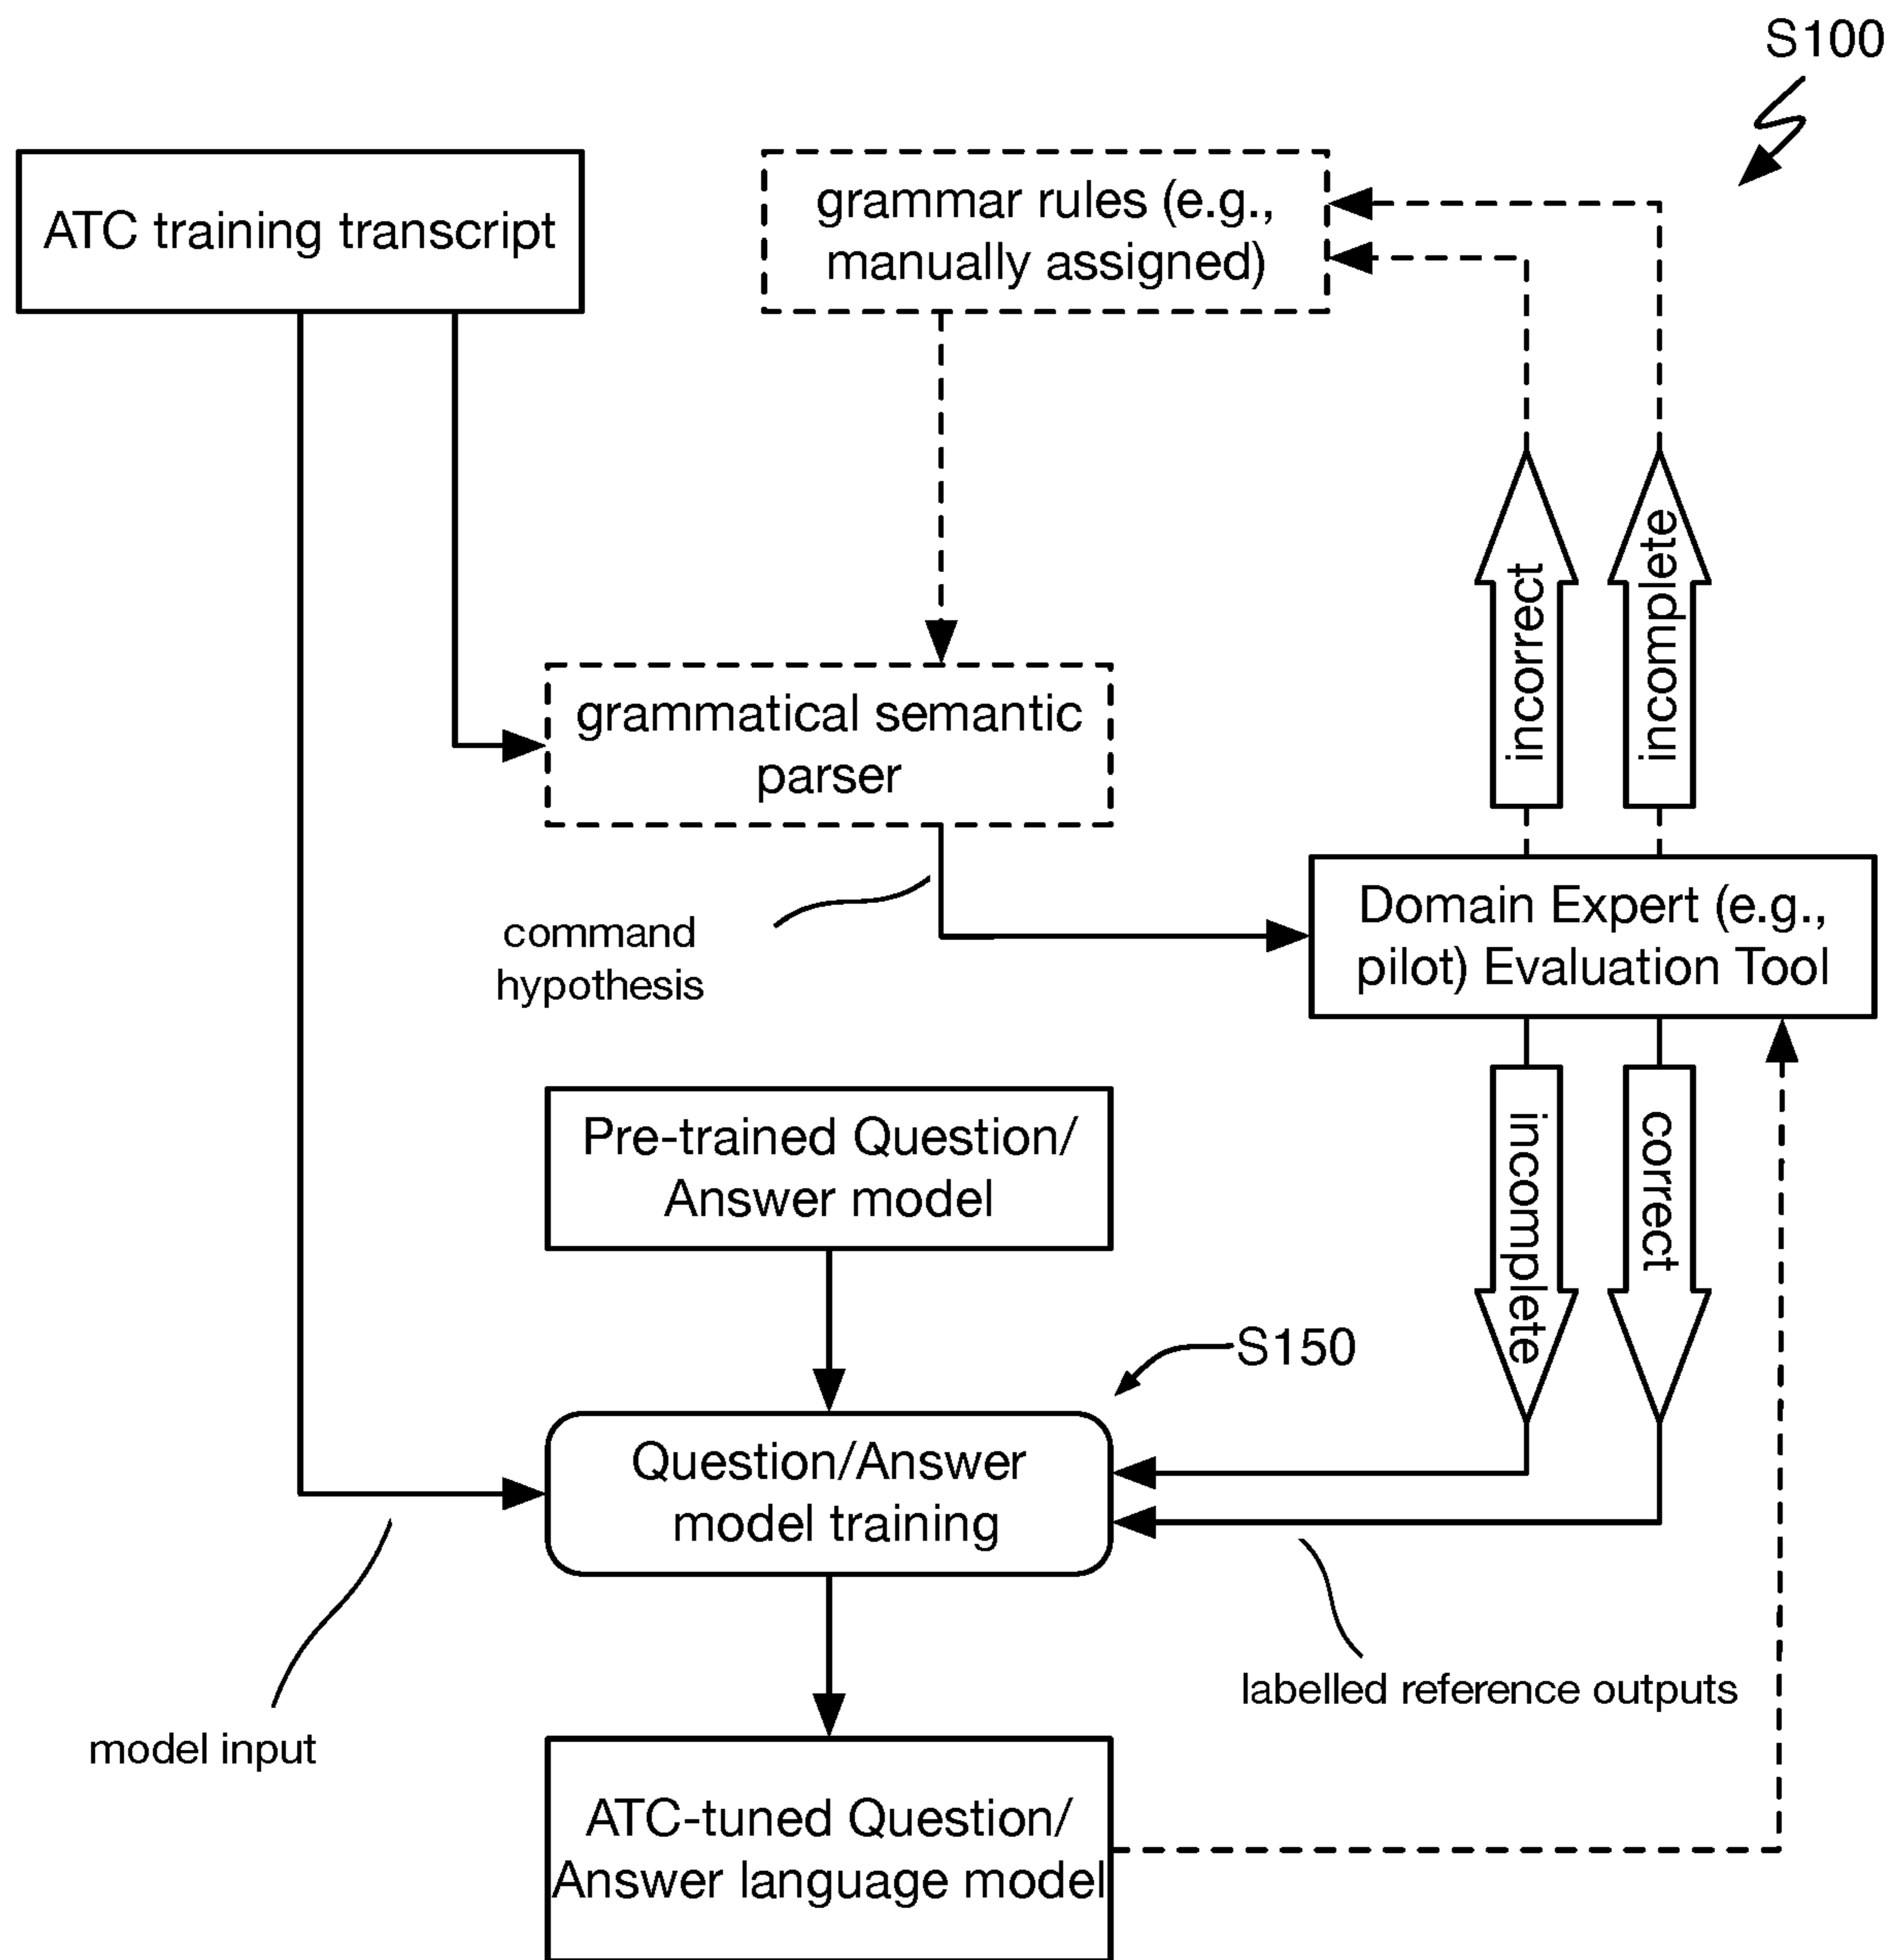 S100
ATC training transcript
grammar rules (e.g.,
manually assigned)
incorrect
incomplete
grammatical semantic
parser
command
hypothesis
Domain Expert (e.g.,
pilot) Evaluation Tool
Pre-trained Question/
Answer model
incomplete
correct
S150
Question/Answer
model training
labelled reference outputs
model input
ATC-tuned Question/
Answer language model